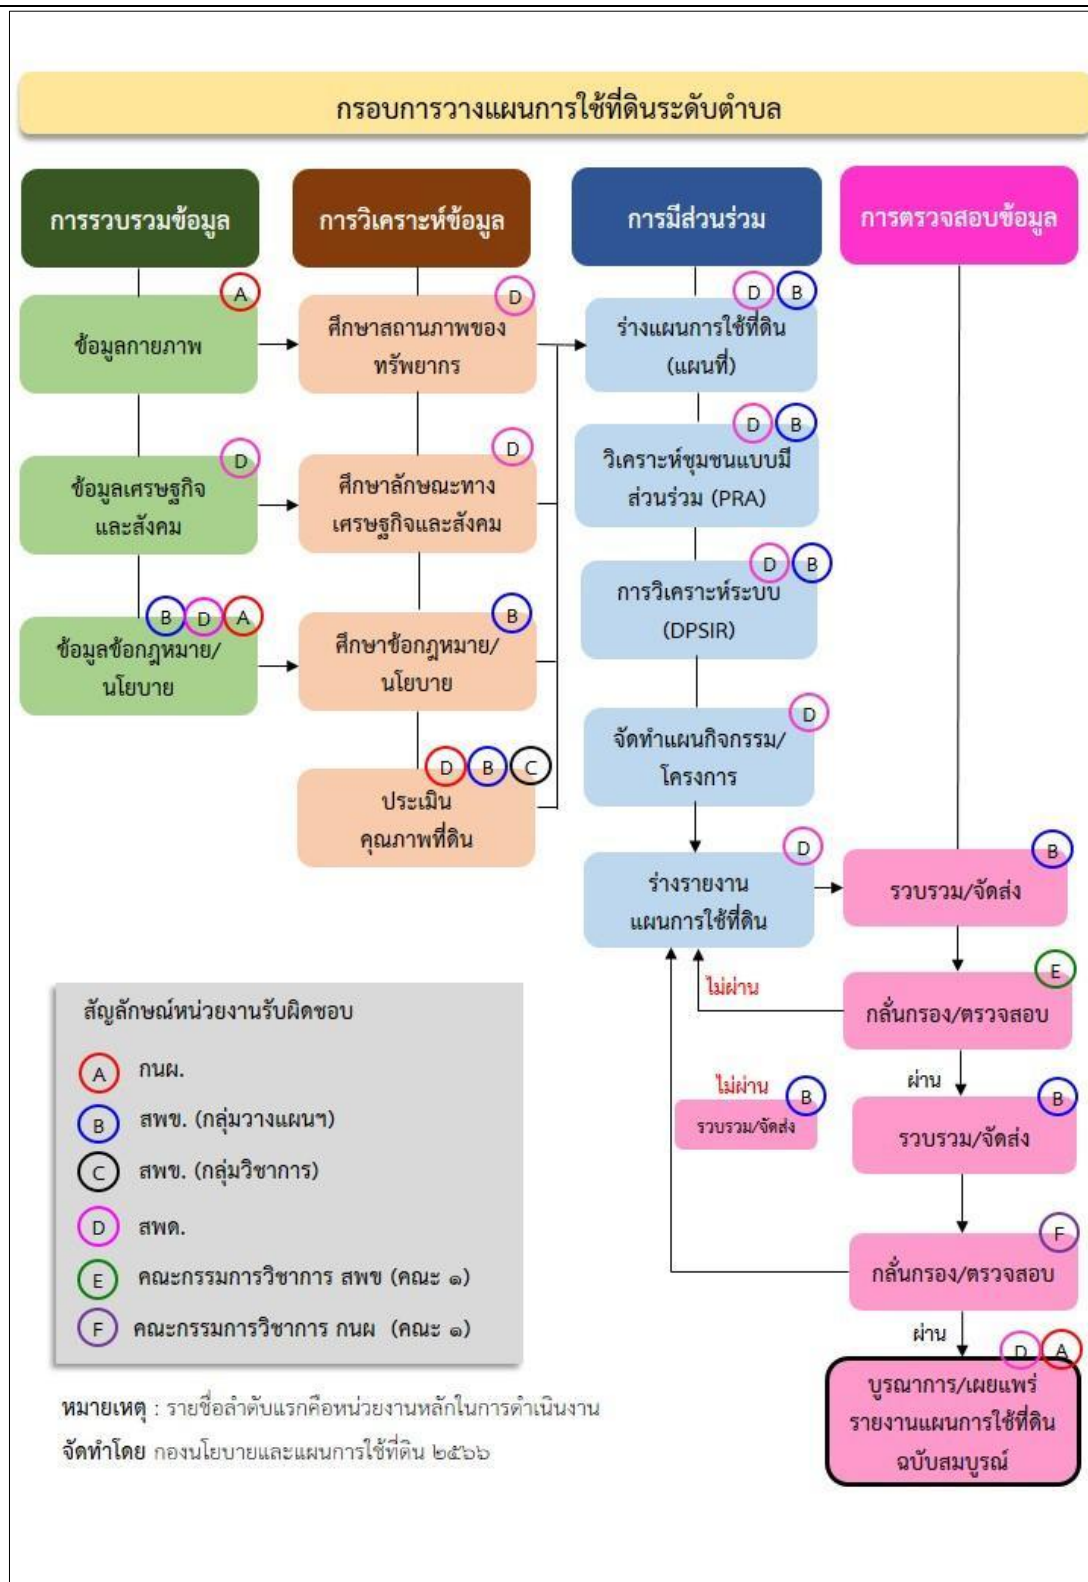 กรอบการวางแผนการใช้ที่ดินระดับตำบล
การรวบรวมข้อมูล
A
ข้อมูลกายภาพ
D
ข้อมูลเศรษฐกิจ
และสังคม
B D A
ข้อมูลข้อกฎหมาย/
นโยบาย
การวิเคราะห์ข้อมูล
D
ศึกษาสถานภาพของ
ทรัพยากร
D
ศึกษาลักษณะทาง
เศรษฐกิจและสังคม
B
ศึกษาข้อกฎหมาย/
นโยบาย
D B C
ประเมิน
คุณภาพที่ดิน
การมีส่วนร่วม
D B
ร่างแผนการใช้ที่ดิน
(แผนที่)
D B
วิเคราะห์ชุมชนแบบมี
ส่วนร่วม (PRA)
D B
การวิเคราะห์ระบบ
(DPSIR)
D
จัดทำแผนกิจกรรม/
โครงการ
D
ร่างรายงาน
แผนการใช้ที่ดิน
การตรวจสอบข้อมูล
B
รวบรวม/จัดส่ง
E
ไม่ผ่าน
กลั่นกรอง/ตรวจสอบ
ผ่าน
ไม่ผ่าน
B
รวบรวม/จัดส่ง
B
รวบรวม/จัดส่ง
F
กลั่นกรอง/ตรวจสอบ
ผ่าน
D A
บูรณาการ/เผยแพร่
รายงานแผนการใช้ที่ดิน
ฉบับสมบูรณ์
สัญลักษณ์หน่วยงานรับผิดชอบ
A กนผ.
B สพข. (กลุ่มวางแผนฯ)
C สพข. (กลุ่มวิชาการ)
D สพด.
E คณะกรรมการวิชาการ สพข (คณะ ๑)
F คณะกรรมการวิชาการ กนผ (คณะ ๑)
หมายเหตุ : รายชื่อลำดับแรกคือหน่วยงานหลักในการดำเนินงาน
จัดทำโดย กองนโยบายและแผนการใช้ที่ดิน ๒๕๖๖